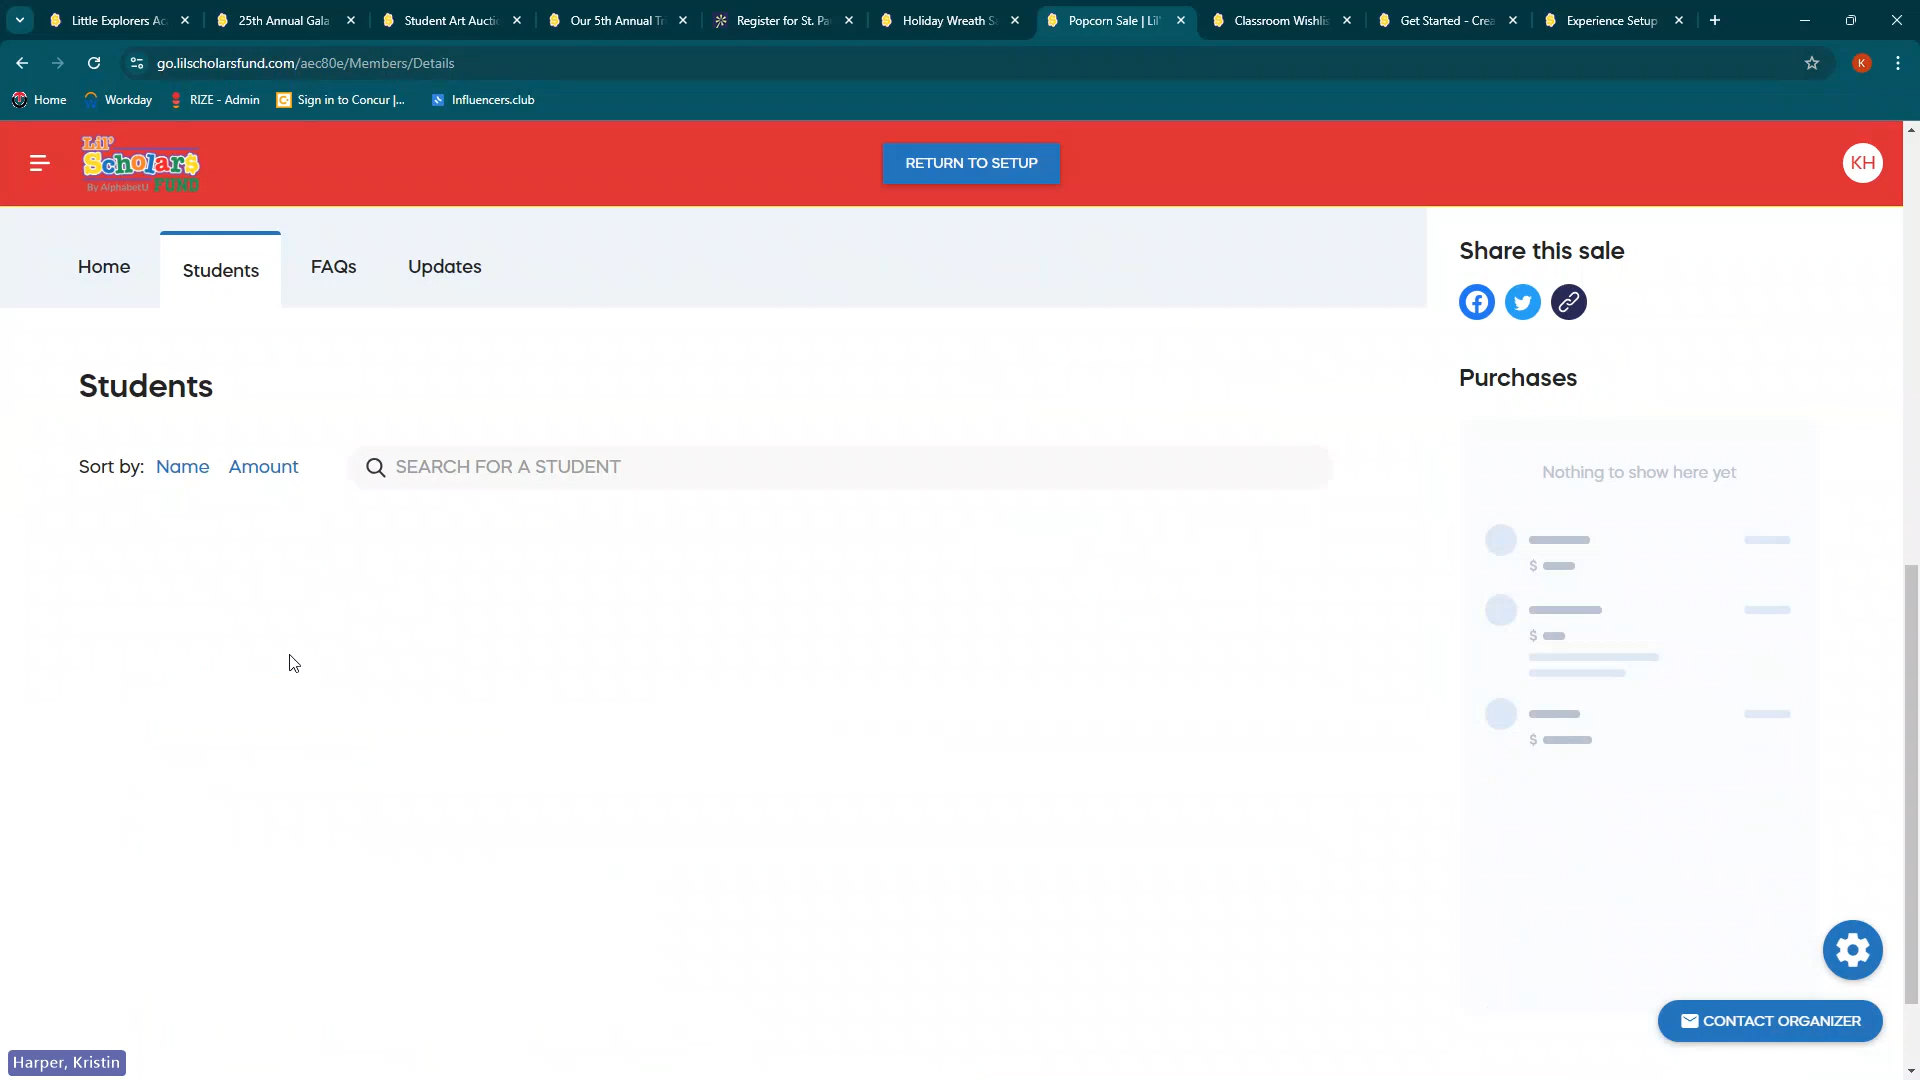 Little Explorers Ac
25th Annual Gala
Student Art Aucti
Our 5th Annual Tr
Register for St. Pa
Holiday Wreath S
Popcorn Sale | Lil'
Classroom Wishlis
Get Started - Crea
Experience Setup
go.lilscholarsfund.com/aec80e/Members/Details
K
Home
Workday
RIZE - Admin
Sign in to Concur |...
Influencers.club
Lil'
Scholar$
By AlphabetU FUND
RETURN TO SETUP
KH
Home
Students
FAQs
Updates
Share this sale
Students
Purchases
Sort by: Name Amount
SEARCH FOR A STUDENT
Nothing to show here yet
$
$
$
CONTACT ORGANIZER
Harper, Kristin